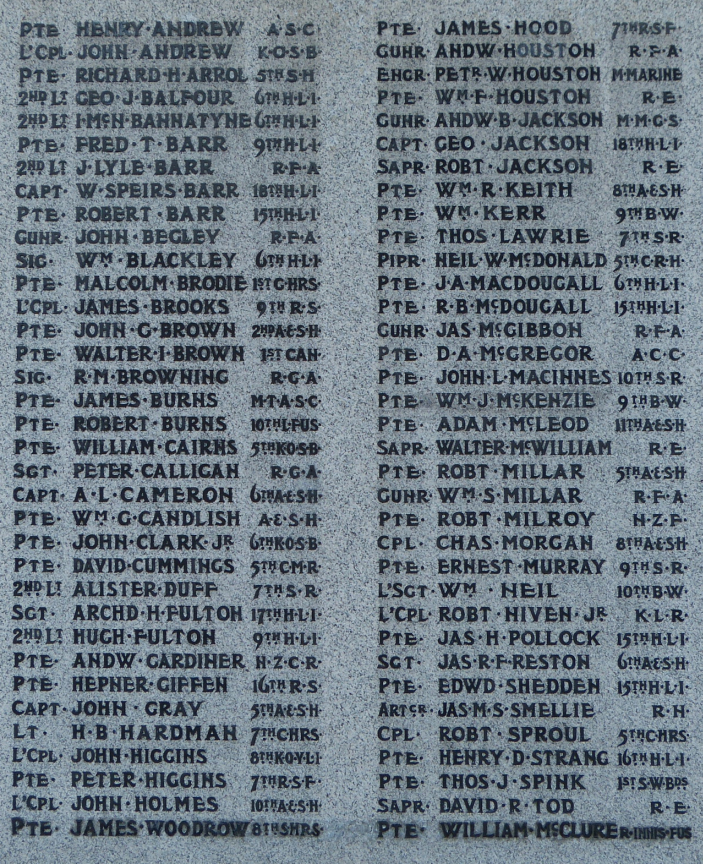 PTE· HENRY·ANDREW A·S·C·
L'CPL· JOHN·ANDREW K·O·S·B·
PTE· RICHARD·H·ARROL 5TH S·H·
2ND LT GEO·J·BALFOUR 6TH H·L·I·
2ND LT I·MCN·BANNATYNE 6TH H·L·I·
PTE· FRED·T·BARR 9TH H·L·I·
2ND LT J·LYLE·BARR R·F·A·
CAPT· W·SPEIRS·BARR 18TH H·L·I·
PTE· ROBERT·BARR 15TH H·L·I·
GUNR· JOHN·BEGLEY R·F·A·
SIG· WM·BLACKLEY 6TH H·L·I·
PTE· MALCOLM·BRODIE 1ST G·HRS·
L'CPL· JAMES·BROOKS 9TH R·S·
PTE· JOHN·G·BROWN 2ND A·&·S·H·
PTE· WALTER·I·BROWN 1ST CAN·
SIG· R·M·BROWNING R·G·A·
PTE· JAMES·BURNS M·T·A·S·C·
PTE· ROBERT·BURNS 10TH L·FUS·
PTE· WILLIAM·CAIRNS 5TH K·O·S·B·
SGT· PETER·CALLIGAN R·G·A·
CAPT· A·L·CAMERON 6TH A·&·S·H·
PTE· WM·G·CANDLISH A·&·S·H·
PTE· JOHN·CLARK·JR 6TH K·O·S·B·
PTE· DAVID·CUMMINGS 5TH C·M·R·
2ND LT ALISTER·DUFF 7TH S·R·
SGT· ARCHD·H·FULTON 17TH H·L·I·
2ND LT HUGH·FULTON 9TH H·L·I·
PTE· ANDW·GARDINER N·Z·C·R·
PTE· HEPNER·GIFFEN 16TH R·S·
CAPT· JOHN·GRAY 5TH A·&·S·H·
LT· H·B·HARDMAN 7TH C·HRS·
L'CPL· JOHN·HIGGINS 8TH K·O·Y·L·I·
PTE· PETER·HIGGINS 7TH R·S·F·
L'CPL· JOHN·HOLMES 10TH A·&·S·H·
PTE· JAMES·WOODROW 8TH S·HRS·
PTE· JAMES·HOOD 7TH R·S·F·
GUNR· ANDW·HOUSTON R·F·A·
ENGR· PETR·W·HOUSTON M·MARINE
PTE· WM·F·HOUSTON R·E·
GUNR· ANDW·B·JACKSON M·M·G·S·
CAPT· GEO·JACKSON 18TH H·L·I·
SAPR· ROBT·JACKSON R·E·
PTE· WM·R·KEITH 8TH A·&·S·H·
PTE· WM·KERR 9TH B·W·
PTE· THOS·LAWRIE 7TH S·R·
PIPR· NEIL·W·MCDONALD 5TH C·R·H·
PTE· J·A·MACDOUGALL 6TH H·L·I·
PTE· R·B·MCDOUGALL 15TH H·L·I·
GUNR· JAS·MCGIBBON R·F·A·
PTE· D·A·MCGREGOR A·C·C·
PTE· JOHN·L·MACINNES 10TH S·R·
PTE· WM·J·MCKENZIE 9TH B·W·
PTE· ADAM·MCLEOD 11TH A·&·S·H·
SAPR· WALTER·MCWILLIAM R·E·
PTE· ROBT·MILLAR 5TH A·&·S·H·
GUNR· WM·S·MILLAR R·F·A·
PTE· ROBT·MILROY N·Z·F·
CPL· CHAS·MORGAN 8TH A·&·S·H·
PTE· ERNEST·MURRAY 9TH S·R·
L'SGT· WM·NEIL 10TH B·W·
L'CPL· ROBT·NIVEN·JR K·L·R·
PTE· JAS·H·POLLOCK 15TH H·L·I·
SGT· JAS·R·F·RESTON 6TH A·&·S·H·
PTE· EDWD·SHEDDEN 15TH H·L·I·
ARTCR· JAS·M·S·SMELLIE R·N·
CPL· ROBT·SPROUL 5TH C·HRS·
PTE· HENRY·D·STRANG 16TH H·L·I·
PTE· THOS·J·SPINK 1ST S·W·BDS
SAPR· DAVID·R·TOD R·E·
PTE· WILLIAM·MCCLURE R·INNIS·FUS